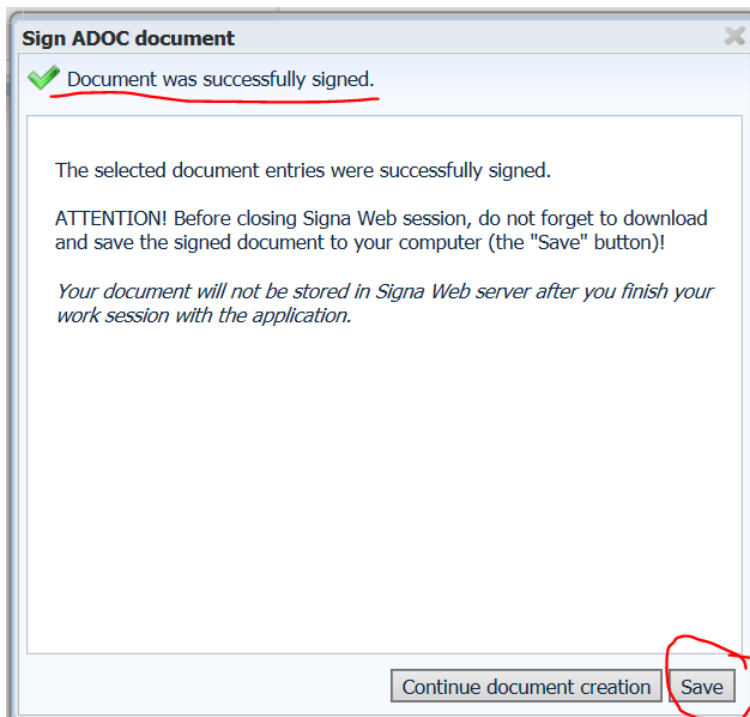 Sign ADOC document
Document was successfully signed.
The selected document entries were successfully signed.
ATTENTION! Before closing Signa Web session, do not forget to download
and save the signed document to your computer (the "Save" button)!
Your document will not be stored in Signa Web server after you finish your
work session with the application.
Continue document creation Save